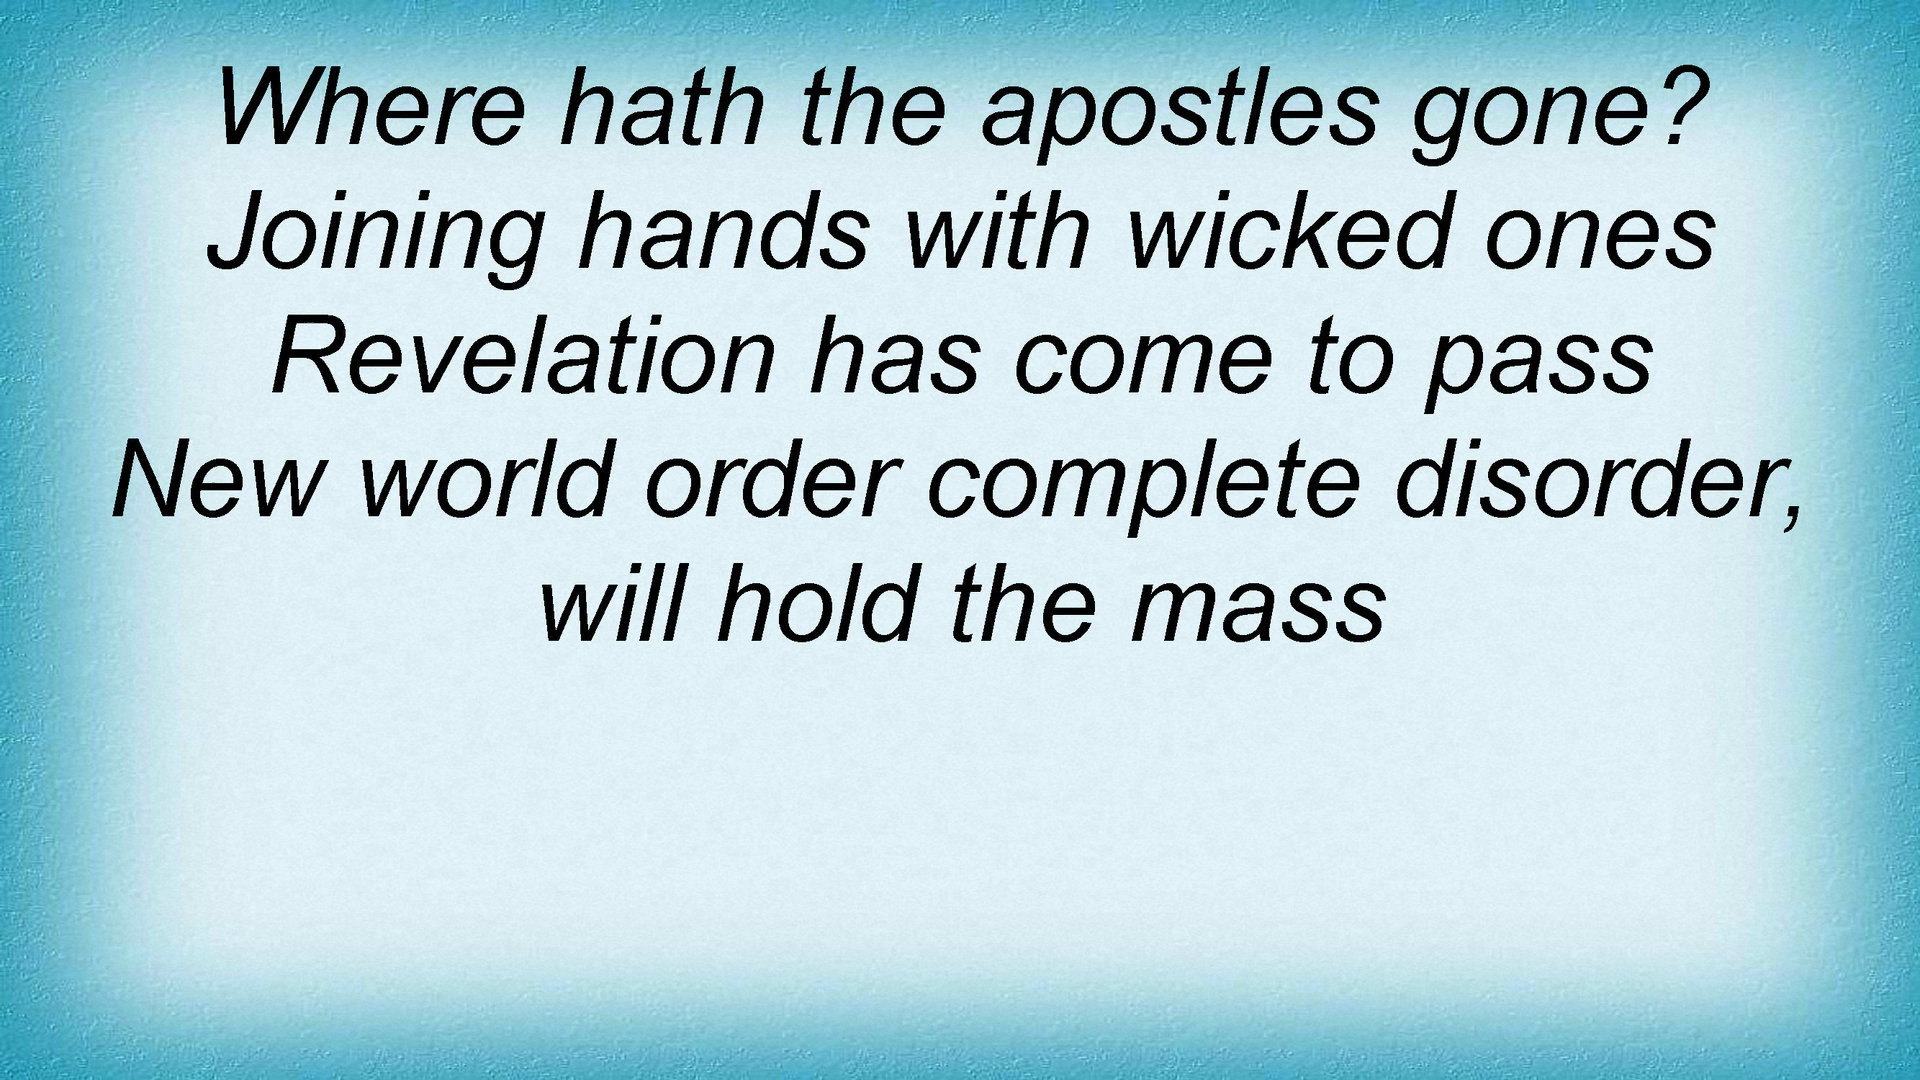 Where hath the apostles gone?
Joining hands with wicked ones
Revelation has come to pass
New world order complete disorder,
will hold the mass